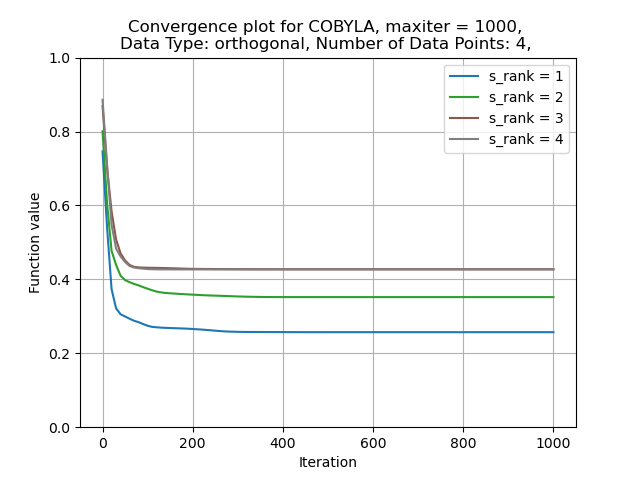 Convergence plot for COBYLA, maxiter = 1000,
Data Type: orthogonal, Number of Data Points: 4,
1.0
s_rank = 1
s_rank = 2
s_rank = 3
s_rank = 4
0.8
0.6
Function value
0.4
0.2
0.0
0 200 400 600 800 1000
Iteration